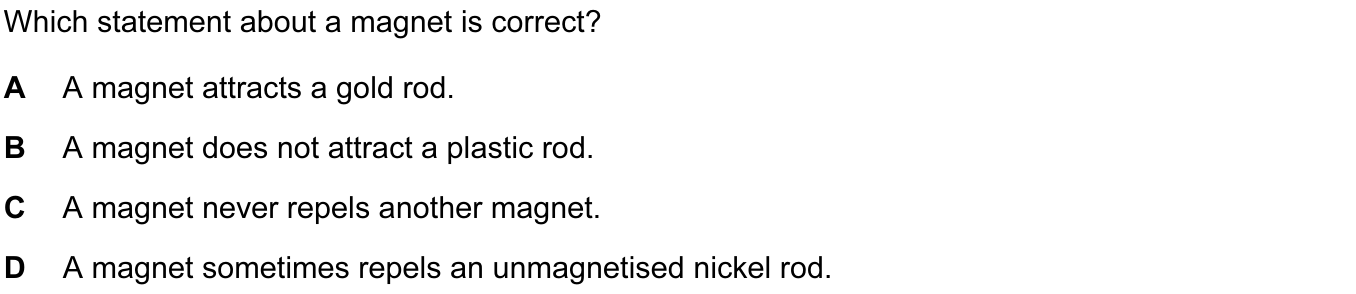 Which statement about a magnet is correct?
A A magnet attracts a gold rod.
B A magnet does not attract a plastic rod.
C A magnet never repels another magnet.
D A magnet sometimes repels an unmagnetised nickel rod.